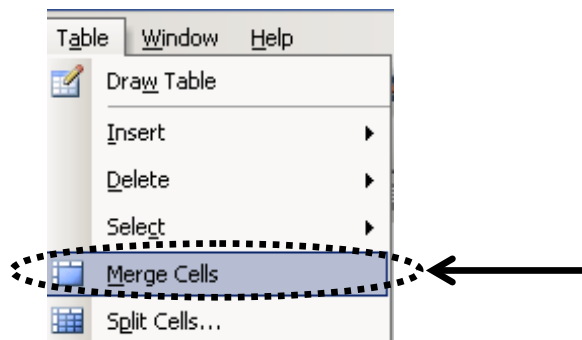 Table Window Help
Draw Table
Insert
Delete
Select
Merge Cells
Split Cells...